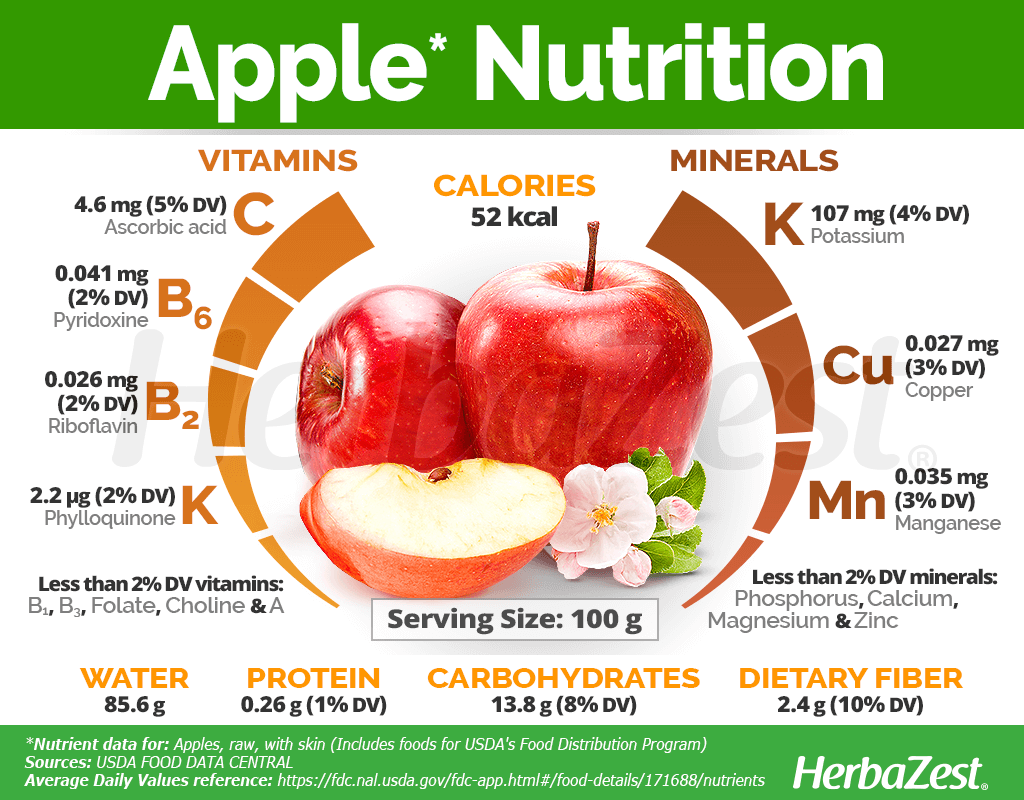 Apple* Nutrition
VITAMINS
C
4.6 mg (5% DV)
Ascorbic acid
B6
0.041 mg
(2% DV)
Pyridoxine
B2
0.026 mg
(2% DV)
Riboflavin
K
2.2 µg (2% DV)
Phylloquinone
Less than 2% DV vitamins:
B₁, B₃, Folate, Choline & A
CALORIES
52 kcal
MINERALS
K
107 mg (4% DV)
Potassium
Cu
0.027 mg
(3% DV)
Copper
Mn
0.035 mg
(3% DV)
Manganese
Less than 2% DV minerals:
Phosphorus, Calcium,
Magnesium & Zinc
HerbaZest®
Serving Size: 100 g
WATER
85.6 g
PROTEIN
0.26 g (1% DV)
CARBOHYDRATES
13.8 g (8% DV)
DIETARY FIBER
2.4 g (10% DV)
*Nutrient data for: Apples, raw, with skin (Includes foods for USDA's Food Distribution Program)
Sources: USDA FOOD DATA CENTRAL
Average Daily Values reference: https://fdc.nal.usda.gov/fdc-app.html#/food-details/171688/nutrients
HerbaZest®